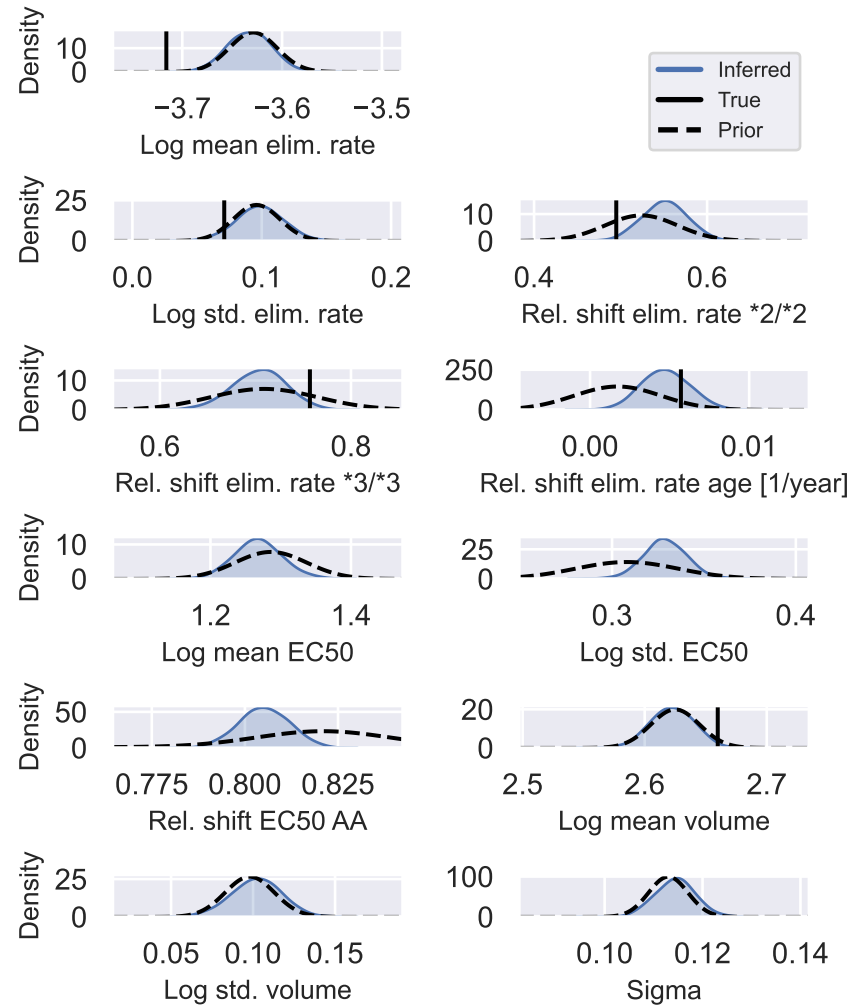 Density
10
0
−3.7 −3.6 −3.5
Log mean elim. rate
Inferred
True
Prior
Density
25
0
0.0 0.1 0.2
Log std. elim. rate
10
0
0.4 0.6
Rel. shift elim. rate *2/*2
Density
10
0
0.6 0.8
Rel. shift elim. rate *3/*3
250
0
0.00 0.01
Rel. shift elim. rate age [1/year]
Density
10
0
1.2 1.4
Log mean EC50
25
0
0.3 0.4
Log std. EC50
Density
50
0
0.775 0.800 0.825
Rel. shift EC50 AA
20
0
2.5 2.6 2.7
Log mean volume
Density
25
0
0.05 0.10 0.15
Log std. volume
100
0
0.10 0.12 0.14
Sigma